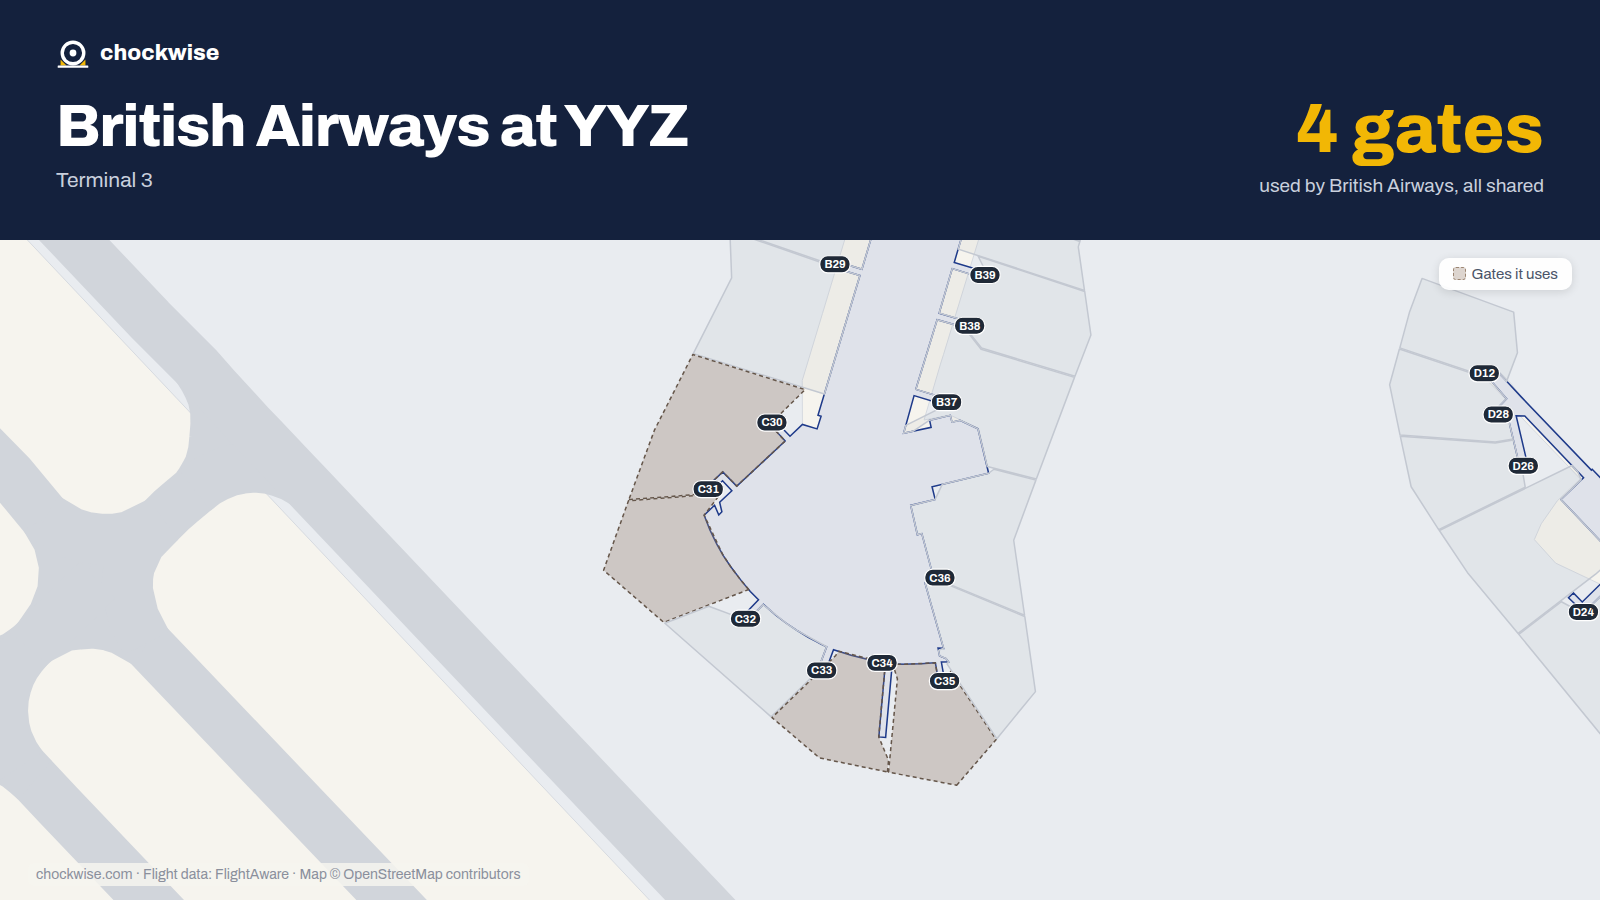 chockwise
British Airways at YYZ
Terminal 3
4 gates
used by British Airways, all shared
Gates it uses
B29
B39
B38
B37
C30
C31
C32
C33
C34
C35
C36
D12
D28
D26
D24
chockwise.com · Flight data: FlightAware · Map © OpenStreetMap contributors